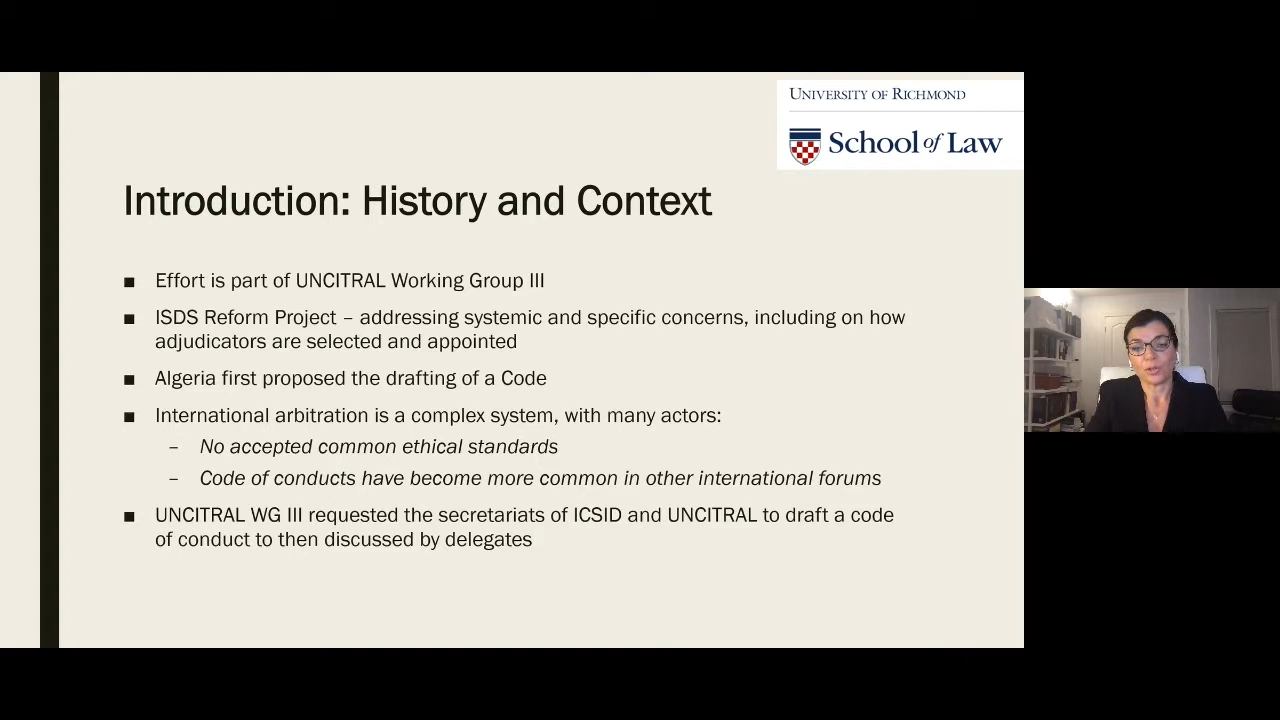 UNIVERSITY OF RICHMOND
School of Law
Introduction: History and Context
■ Effort is part of UNCITRAL Working Group III
■ ISDS Reform Project – addressing systemic and specific concerns, including on how
adjudicators are selected and appointed
■ Algeria first proposed the drafting of a Code
■ International arbitration is a complex system, with many actors:
– No accepted common ethical standards
– Code of conducts have become more common in other international forums
■ UNCITRAL WG III requested the secretariats of ICSID and UNCITRAL to draft a code
of conduct to then discussed by delegates